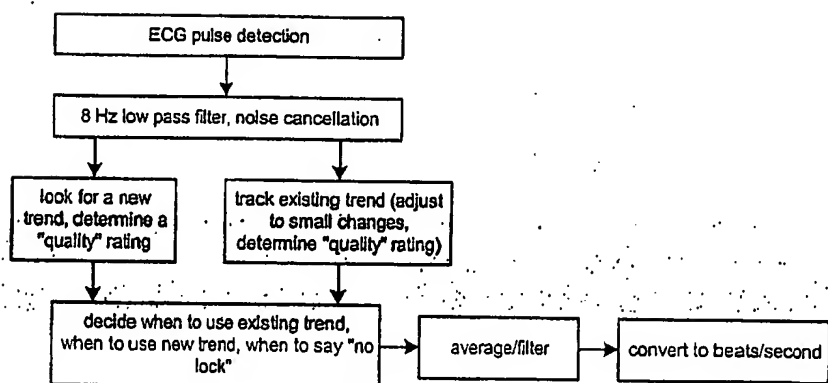 ECG pulse detection
8 Hz low pass filter, noise cancellation
look for a new
trend, determine a
"quality" rating
track existing trend (adjust
to small changes,
determine "quality" rating)
decide when to use existing trend,
when to use new trend, when to say "no
lock"
average/filter
convert to beats/second